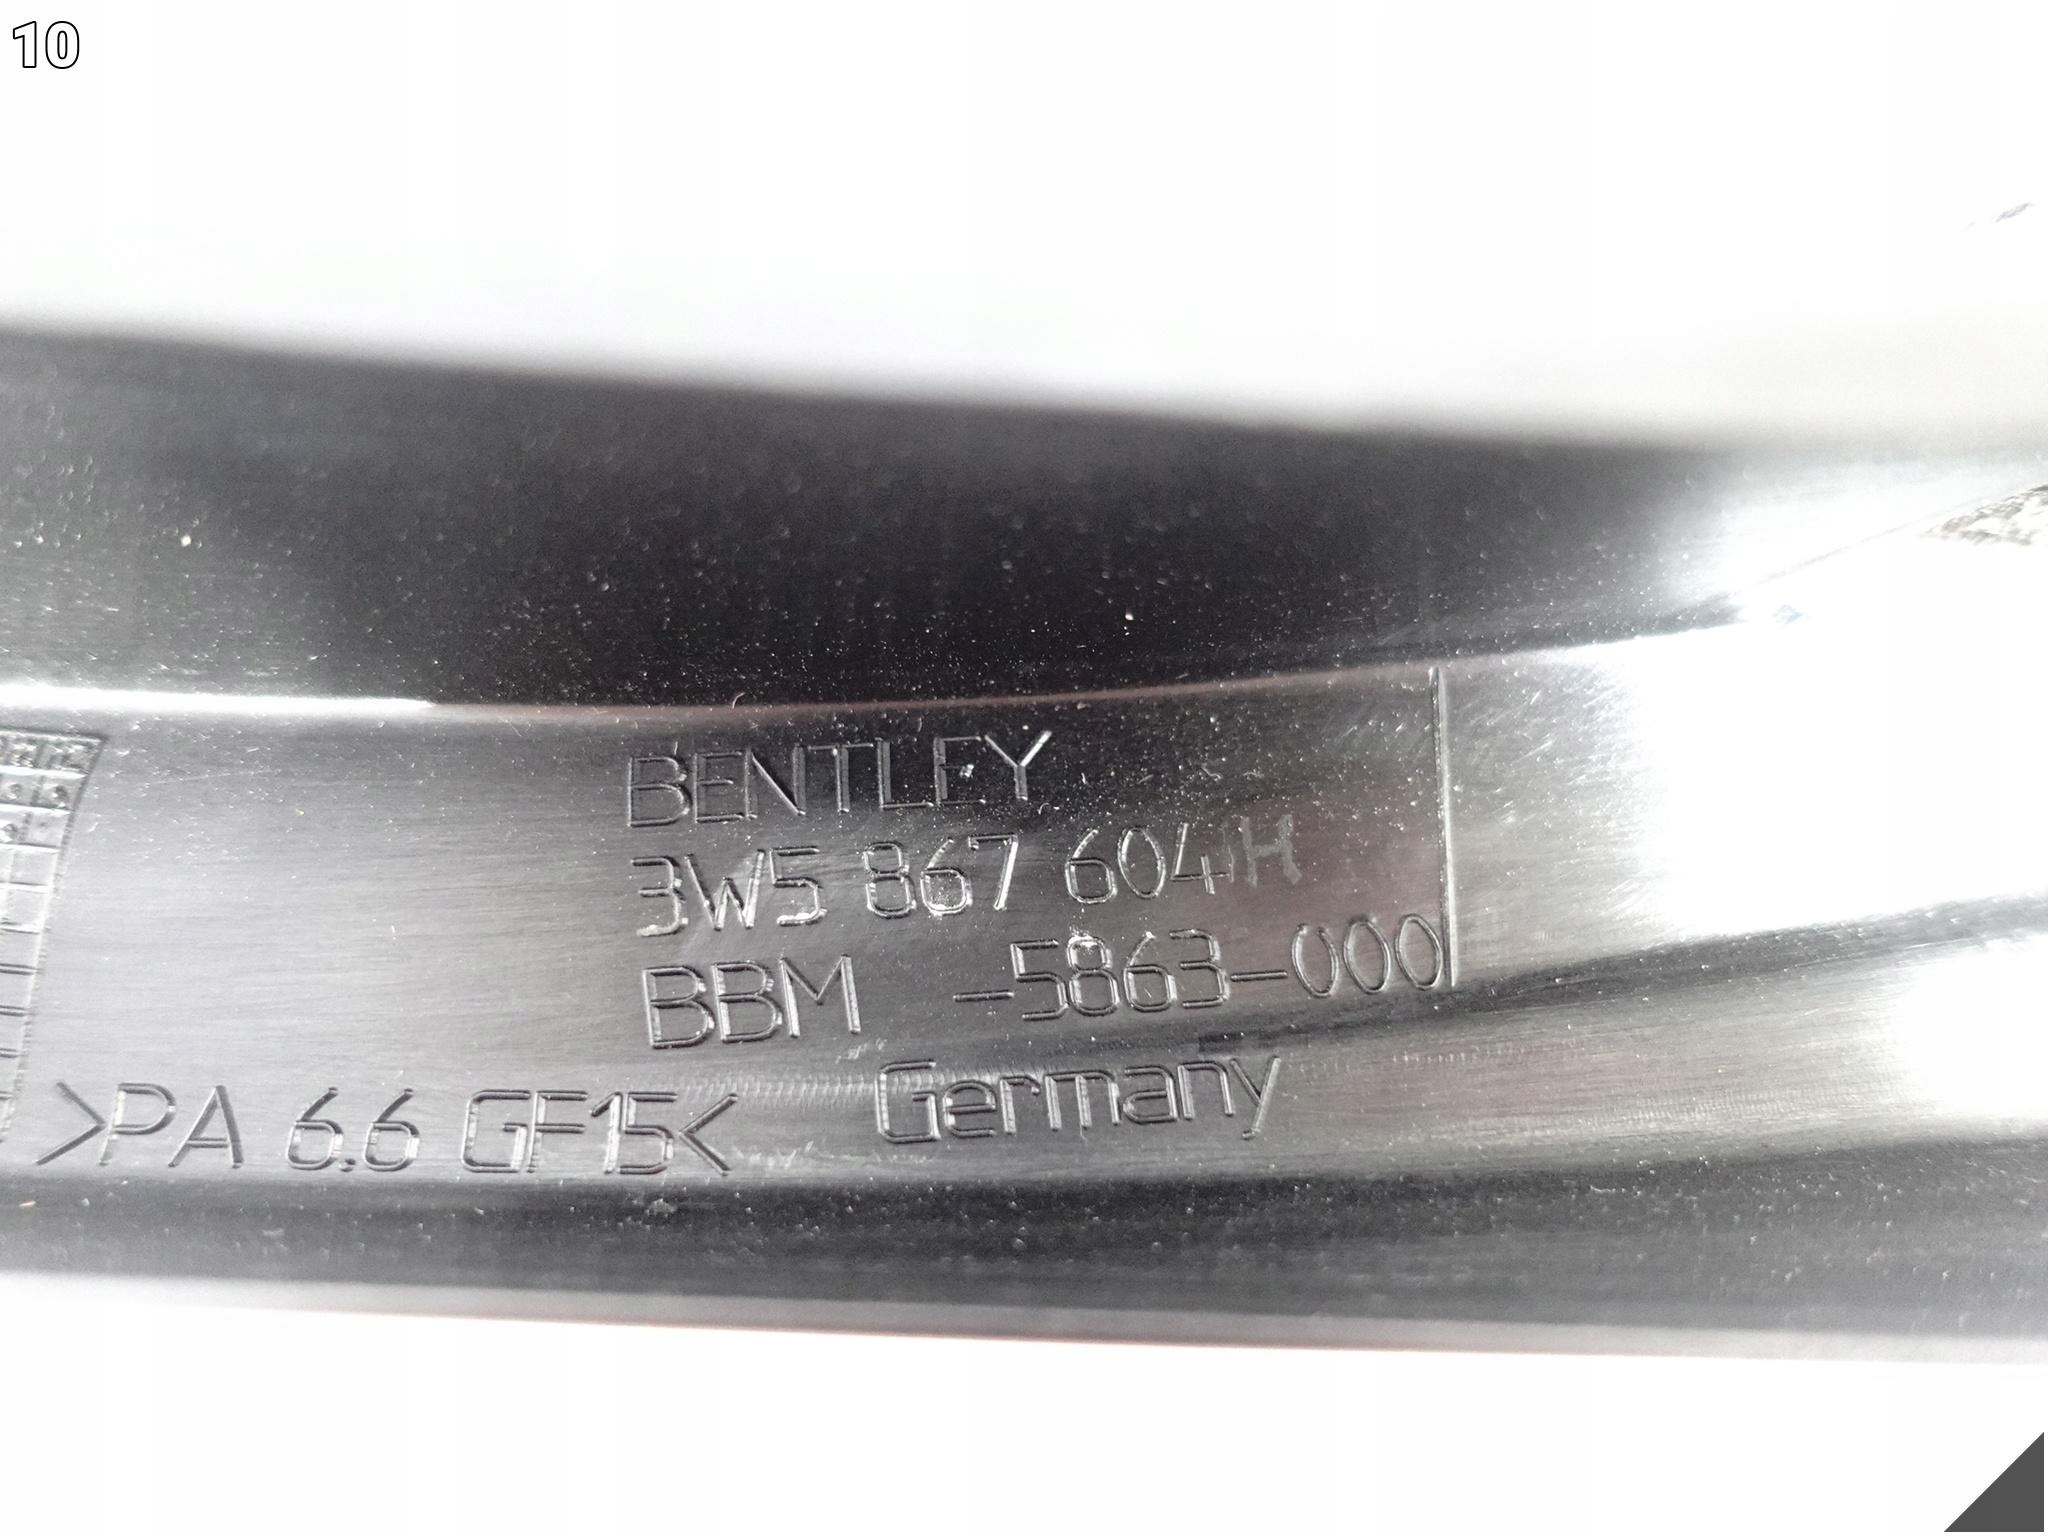 10
BENTLEY
3W5 867 604 H
BBM -5863-000
>PA 6.6 GF15< Germany